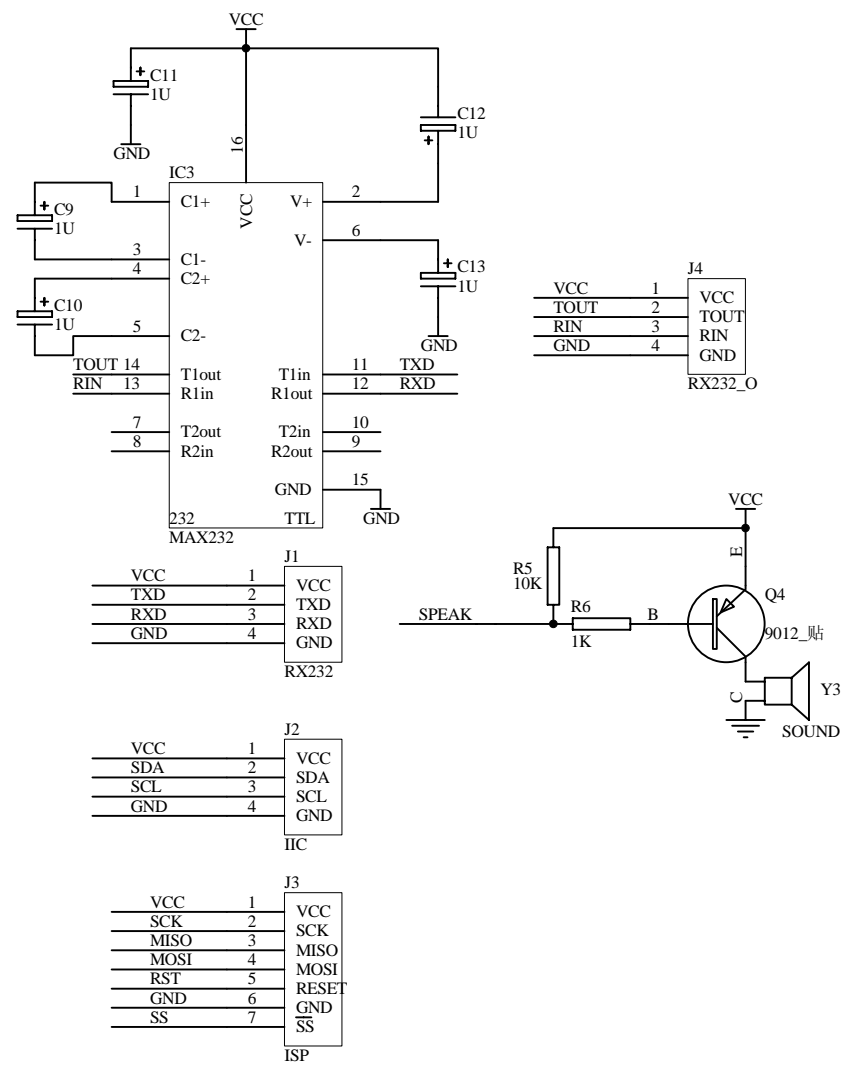 VCC
+ C11
1U
GND
C12
1U
+
16
IC3
VCC
1 C1+ V+ 2
+ C9
1U
3 C1-
V- 6
4 C2+
+ C10
1U
5 C2-
+ C13
1U
GND
TOUT 14 T1out T1in 11 TXD
RIN 13 R1in R1out 12 RXD
7 T2out T2in 10
8 R2in R2out 9
GND 15
GND
232 TTL
MAX232
J4
VCC 1 VCC
TOUT 2 TOUT
RIN 3 RIN
GND 4 GND
RX232_O
J1
VCC 1 VCC
TXD 2 TXD
RXD 3 RXD
GND 4 GND
RX232
VCC
E
R5
10K
SPEAK
R6
1K
B
Q4
9012_贴
C
Y3
SOUND
J2
VCC 1 VCC
SDA 2 SDA
SCL 3 SCL
GND 4 GND
IIC
J3
VCC 1 VCC
SCK 2 SCK
MISO 3 MISO
MOSI 4 MOSI
RST 5 RESET
GND 6 GND
SS 7 SS
ISP